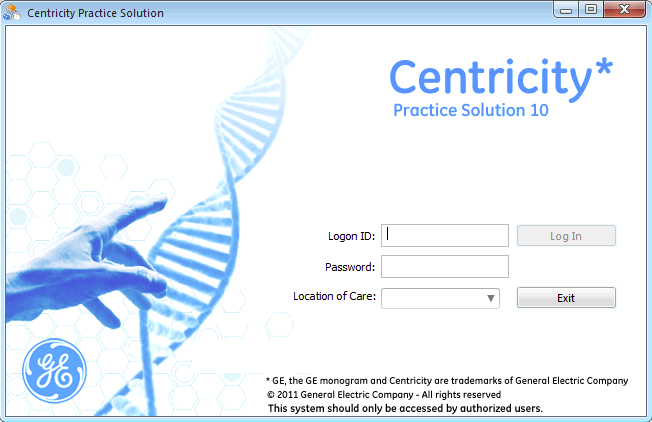 Centricity Practice Solution
Centricity*
Practice Solution 10
Logon ID:
Log In
Password:
Location of Care:
Exit
GE
* GE, the GE monogram and Centricity are trademarks of General Electric Company
© 2011 General Electric Company - All rights reserved
This system should only be accessed by authorized users.